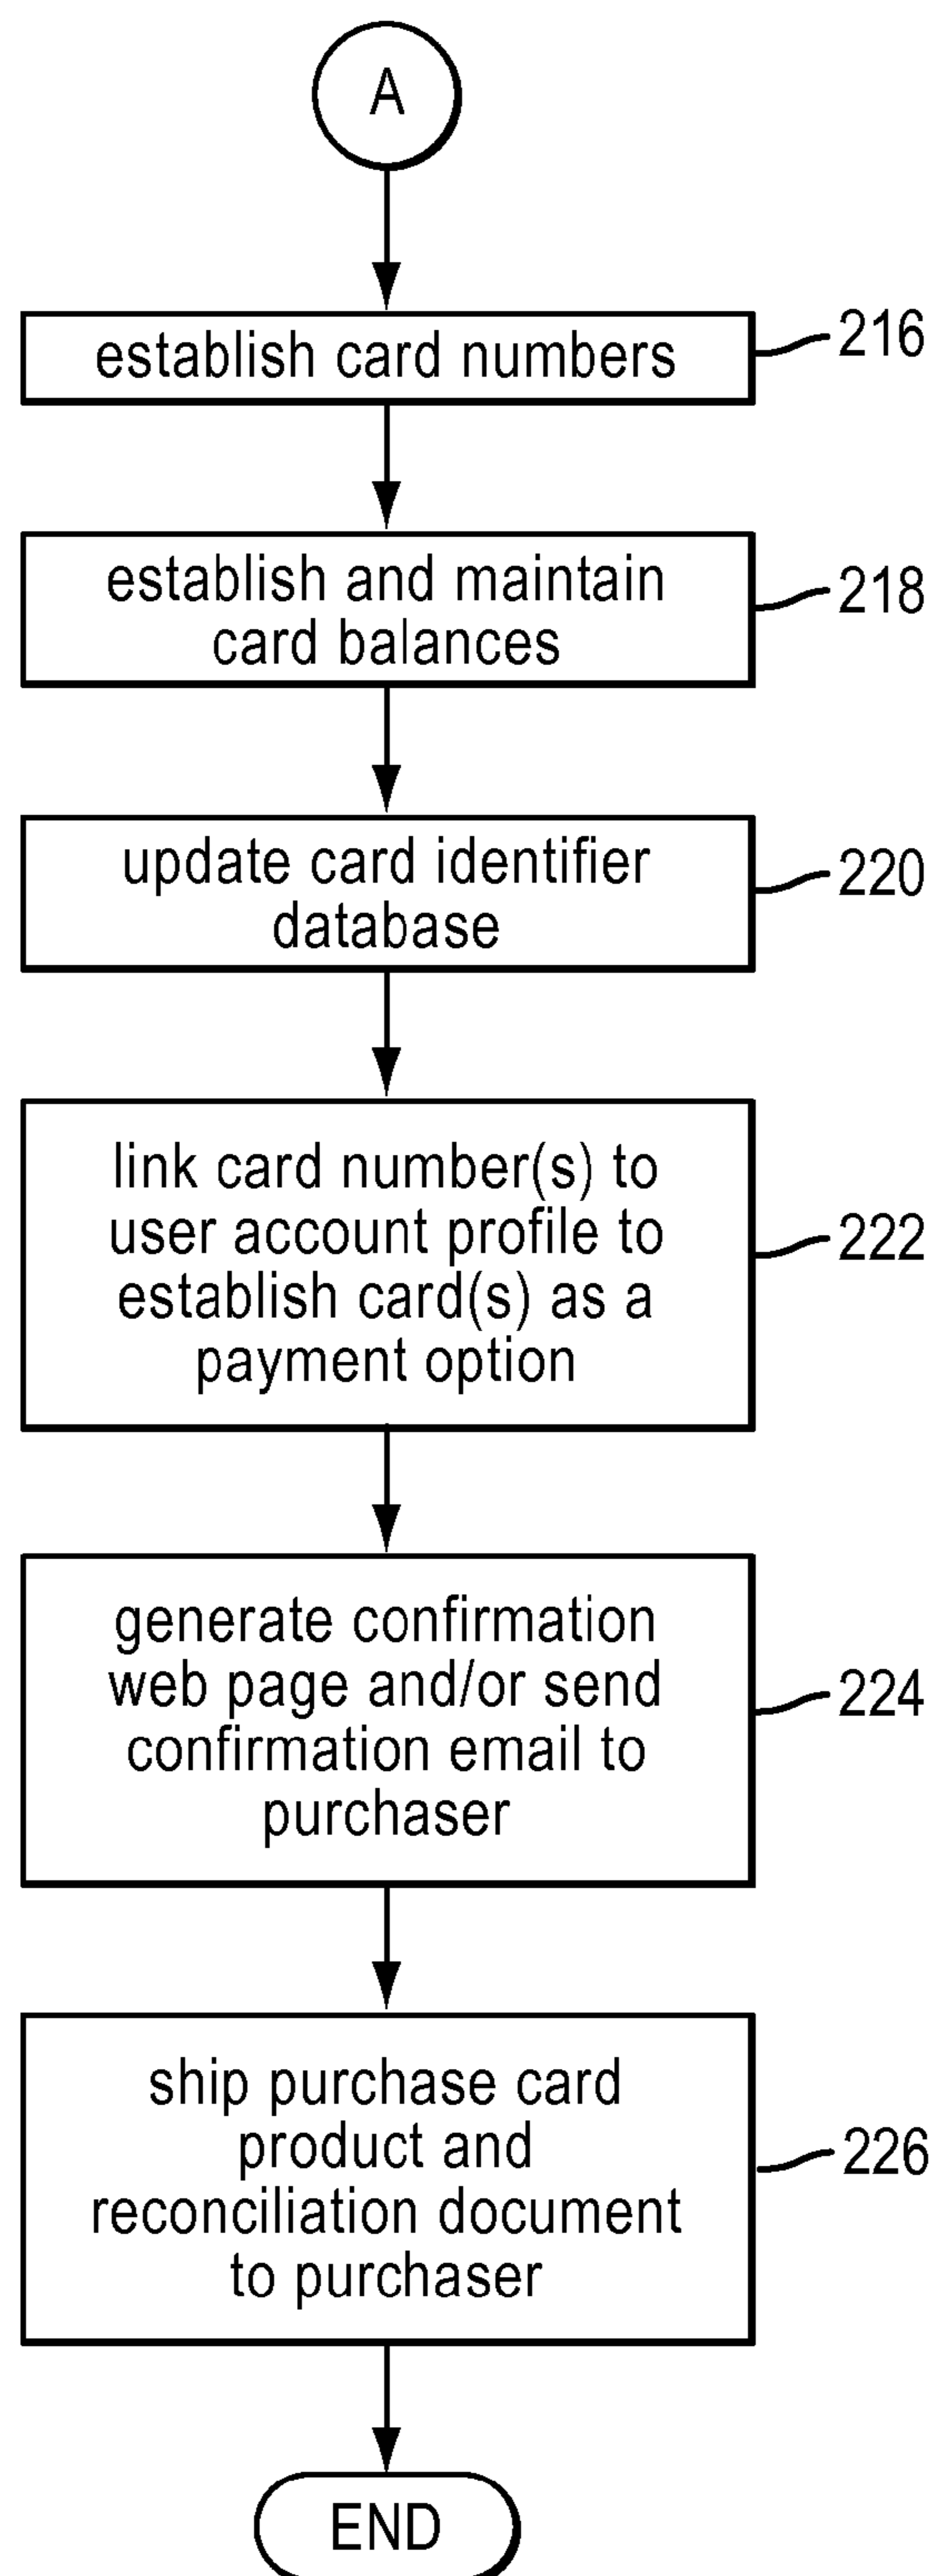 A
establish card numbers
216
establish and maintain
card balances
218
update card identifier
database
220
link card number(s) to
user account profile to
establish card(s) as a
payment option
222
generate confirmation
web page and/or send
confirmation email to
purchaser
224
ship purchase card
product and
reconciliation document
to purchaser
226
END